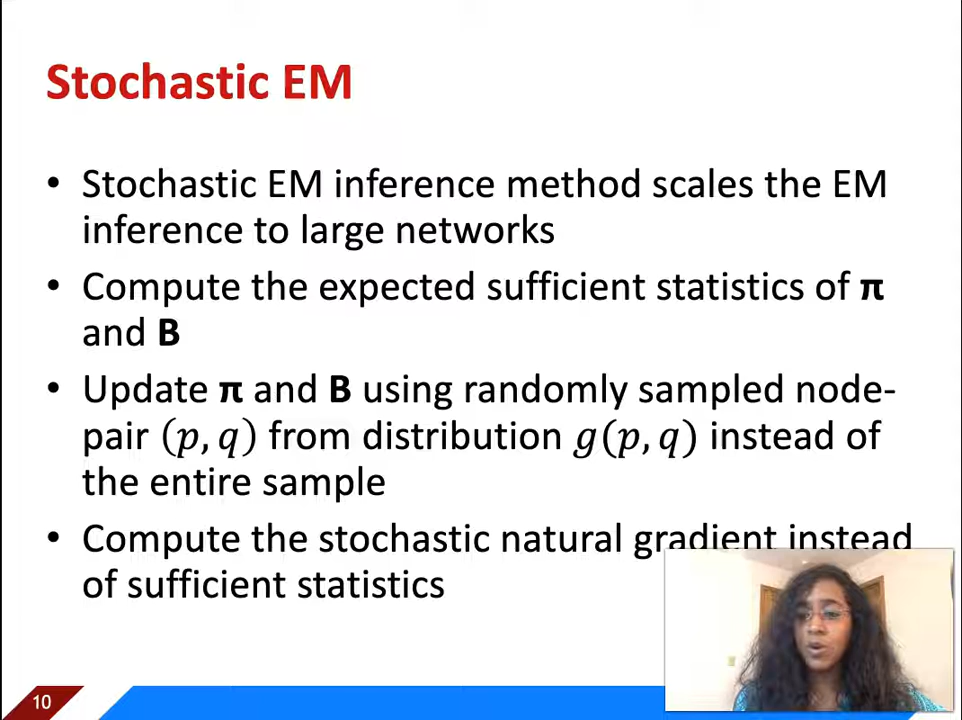 Stochastic EM
• Stochastic EM inference method scales the EM
inference to large networks
• Compute the expected sufficient statistics of π
and B
• Update π and B using randomly sampled node-
pair (p, q) from distribution g(p, q) instead of
the entire sample
• Compute the stochastic natural gradient instead
of sufficient statistics
10